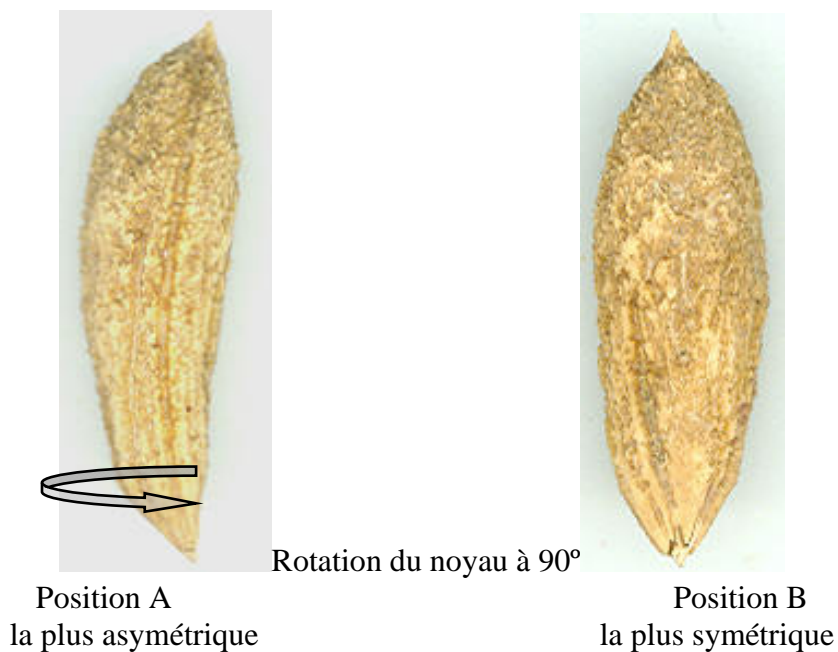 Rotation du noyau à 90º
Position A
la plus asymétrique
Position B
la plus symétrique